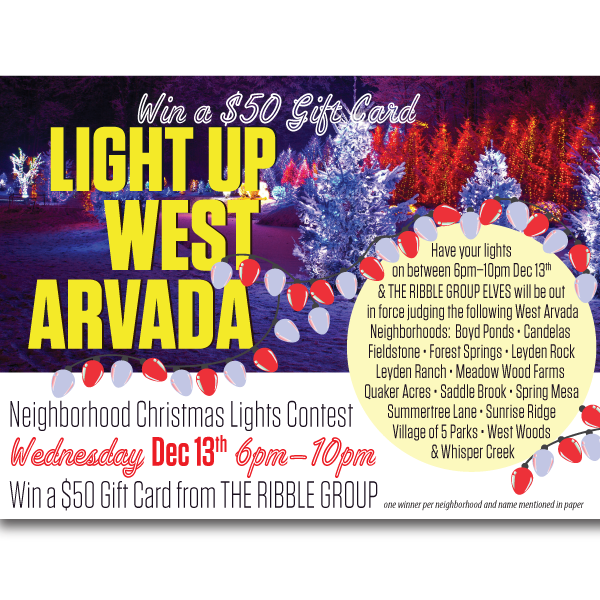 Win a $50 Gift Card
LIGHT UP
WEST
ARVADA
Have your lights
on between 6pm–10pm Dec 13th
& THE RIBBLE GROUP ELVES will be out
in force judging the following West Arvada
Neighborhoods: Boyd Ponds • Candelas
Fieldstone • Forest Springs • Leyden Rock
Leyden Ranch • Meadow Wood Farms
Quaker Acres • Saddle Brook • Spring Mesa
Summertree Lane • Sunrise Ridge
Village of 5 Parks • West Woods
& Whisper Creek
Neighborhood Christmas Lights Contest
Wednesday Dec 13th 6pm–10pm
Win a $50 Gift Card from THE RIBBLE GROUP
one winner per neighborhood and name mentioned in paper